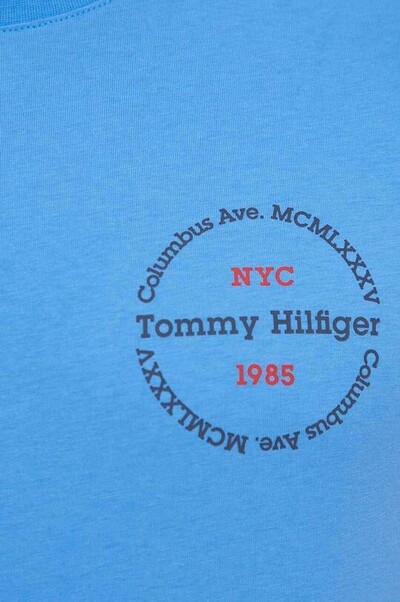 Columbus Ave. MCMLXXXV
NYC
Tommy Hilfiger
1985
Columbus Ave. MCMLXXXV